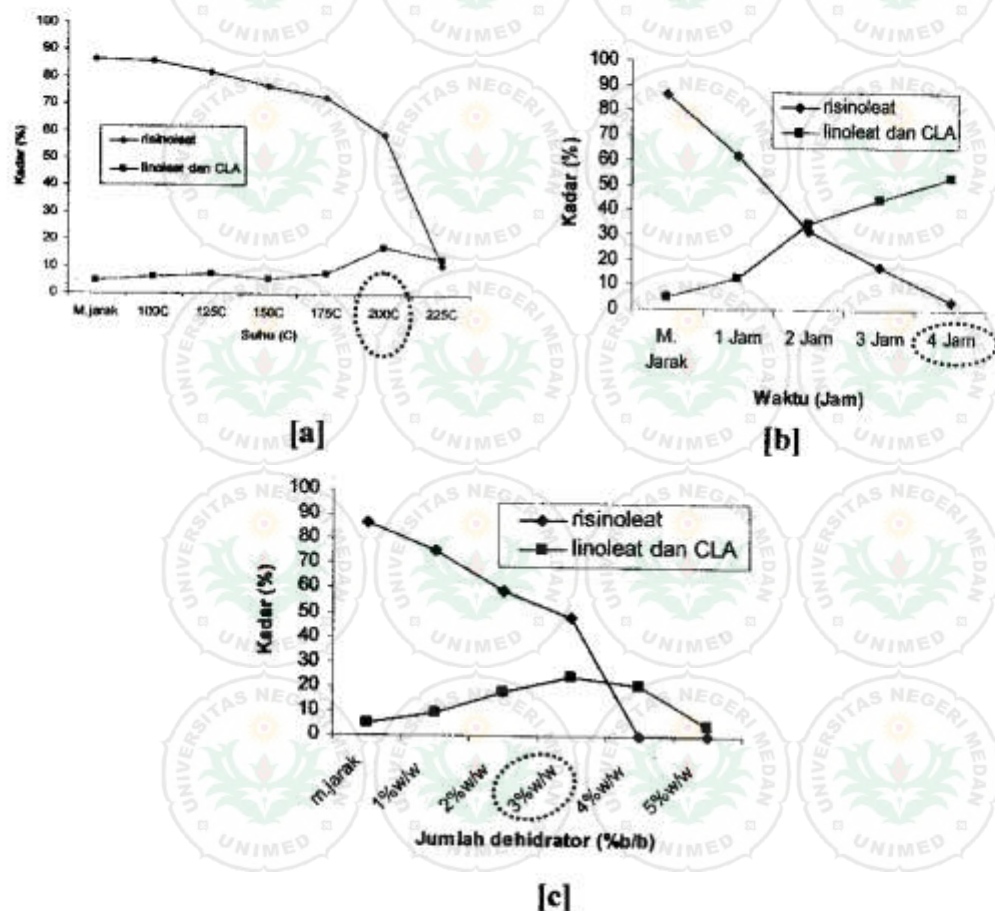 100
90
80
70
60
50
40
30
20
10
0
Kadar (%)
risinoleat
linoleat dan CLA
M.jarak 100C 125C 150C 175C 200C 225C
Suhu (C)
[a]
100
90
80
70
60
50
40
30
20
10
0
Kadar (%)
risinoleat
linoleat dan CLA
M. Jarak 1 Jam 2 Jam 3 Jam 4 Jam
Waktu (Jam)
[b]
100
90
80
70
60
50
40
30
20
10
0
Kadar (%)
risinoleat
linoleat dan CLA
m.jarak 1%w/w 2%w/w 3%w/w 4%w/w 5%w/w
Jumlah dehidrator (%b/b)
[c]
UNIVERSITAS NEGERI MEDAN
UNIMED